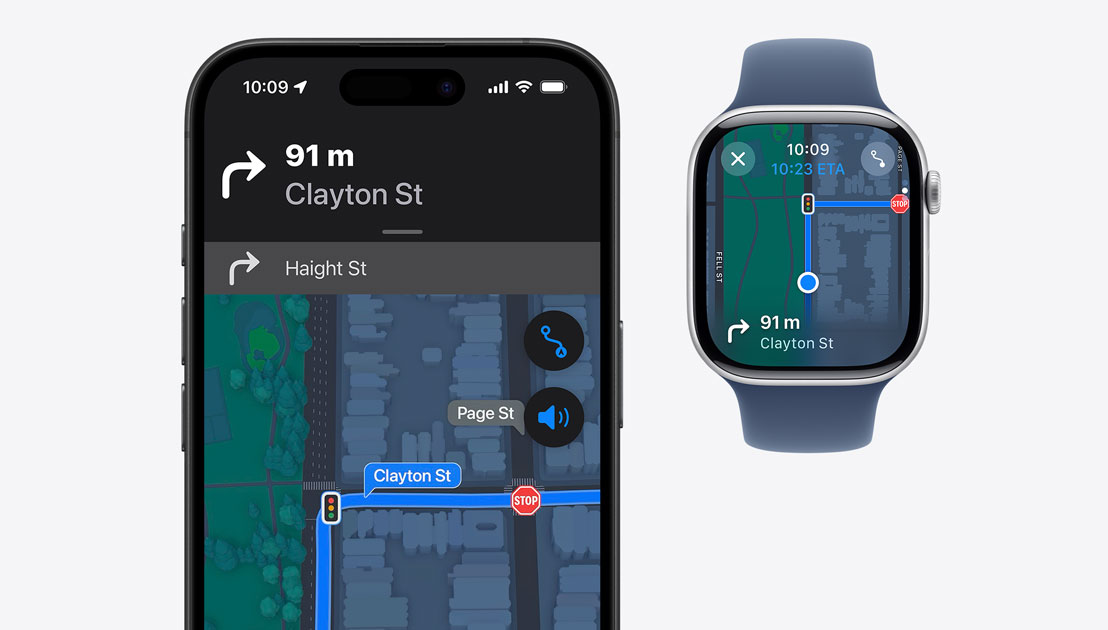 10:09
91 m
Clayton St
Haight St
Page St
Clayton St
STOP
10:09
10:23 ETA
PAGE ST
STOP
FELL ST
91 m
Clayton St